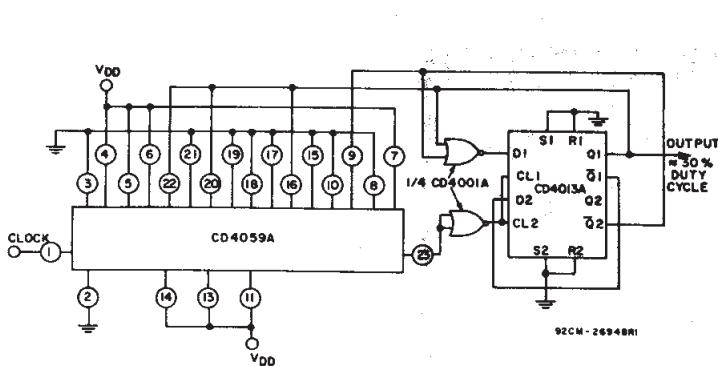 VDD
4 6 21 19 17 15 9 7
3 5 22 20 18 16 10 8
S1 R1
D1 Q1
CL1 Q̅1
D2 CD4013A Q2
CL2 Q̅2
S2 R2
1/4 CD4001A
OUTPUT
≈ 50 %
DUTY
CYCLE
CLOCK 1
CD4059A
23
2 14 13 11
VDD
92CM-26948R1